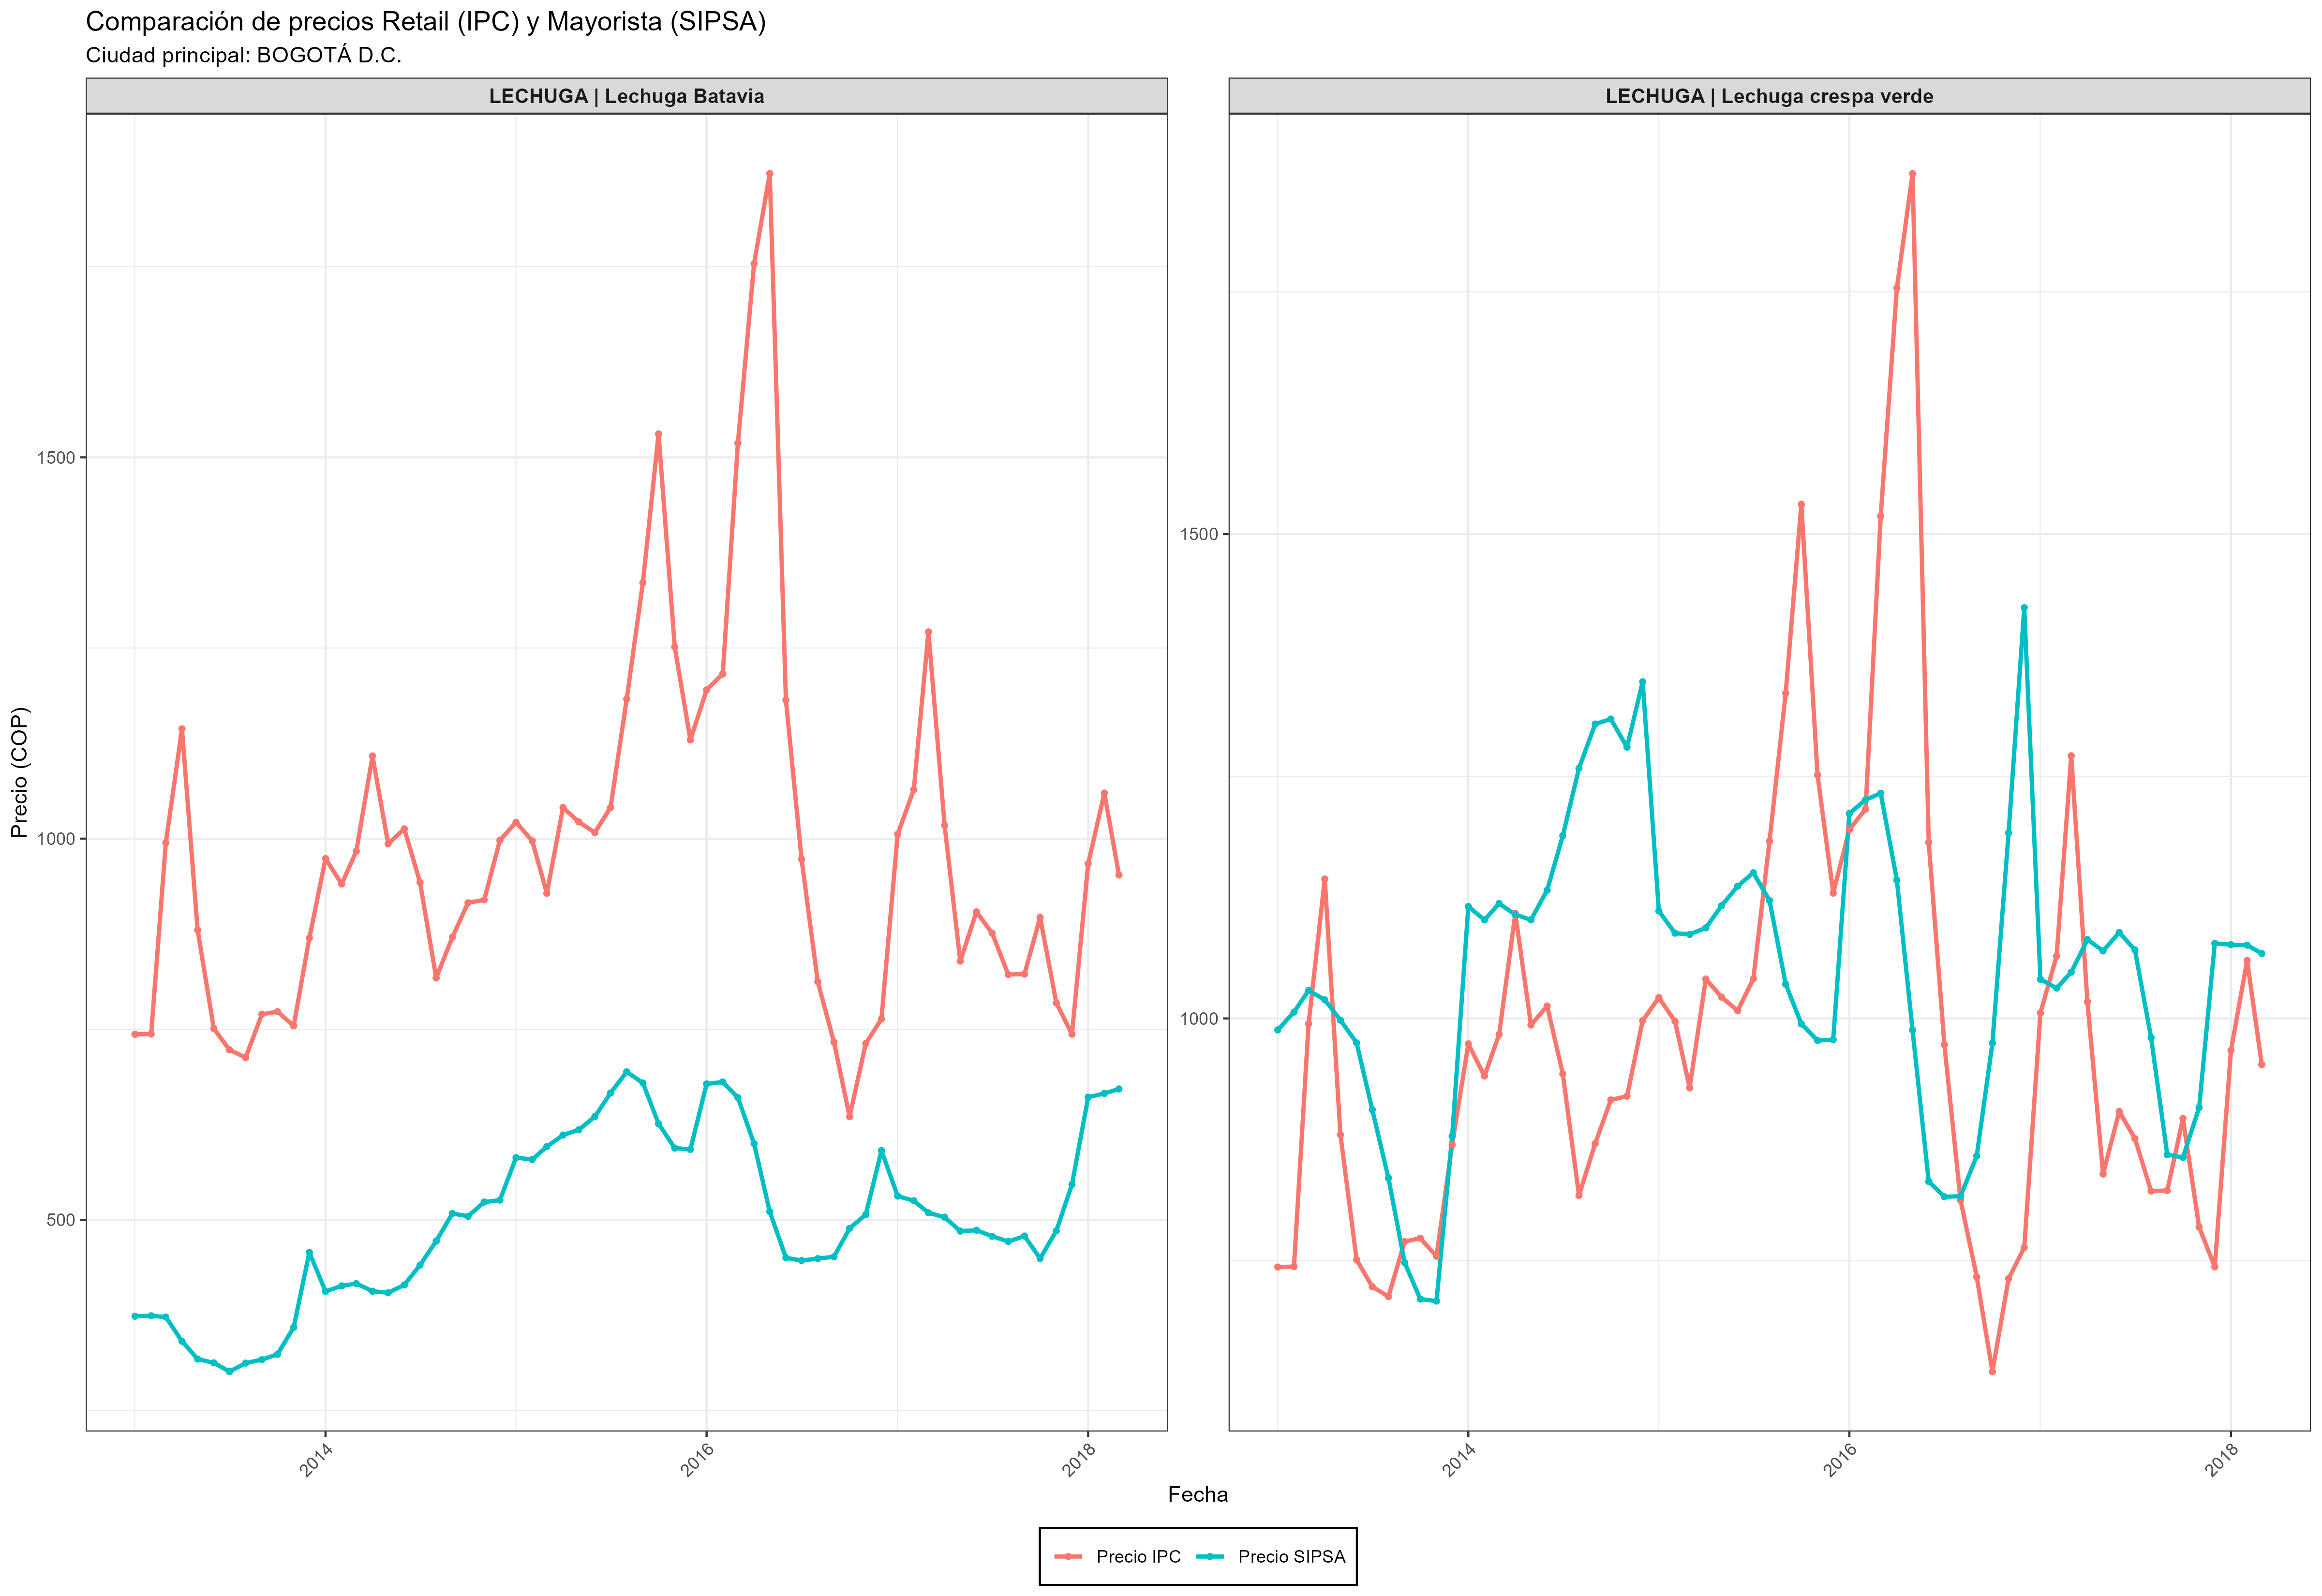 Comparación de precios Retail (IPC) y Mayorista (SIPSA)
Ciudad principal: BOGOTÁ D.C.
LECHUGA | Lechuga Batavia
LECHUGA | Lechuga crespa verde
Precio (COP)
1500
1000
500
1500
1000
2014
2016
2018
2014
2016
2018
Fecha
Precio IPC
Precio SIPSA